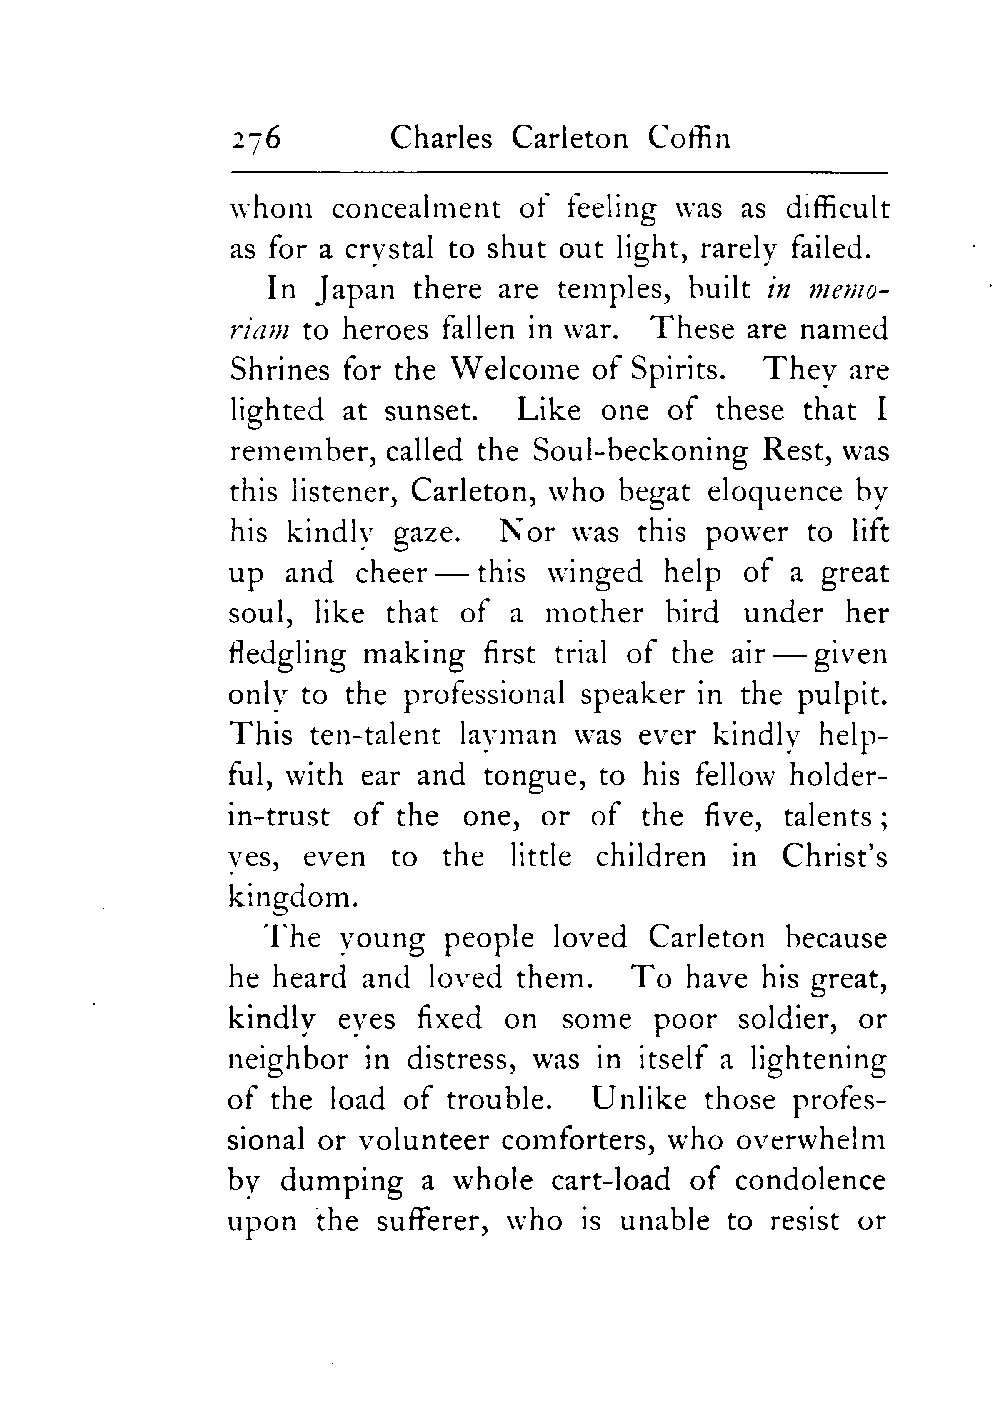 276 Charles Carleton Coffin
whom concealment of feeling was as difficult
as for a crystal to shut out light, rarely failed.
In Japan there are temples, built in memo-
riam to heroes fallen in war. These are named
Shrines for the Welcome of Spirits. They are
lighted at sunset. Like one of these that I
remember, called the Soul-beckoning Rest, was
this listener, Carleton, who begat eloquence by
his kindly gaze. Nor was this power to lift
up and cheer — this winged help of a great
soul, like that of a mother bird under her
fledgling making first trial of the air — given
only to the professional speaker in the pulpit.
This ten-talent layman was ever kindly help-
ful, with ear and tongue, to his fellow holder-
in-trust of the one, or of the five, talents ;
yes, even to the little children in Christ's
kingdom.
The young people loved Carleton because
he heard and loved them. To have his great,
kindly eyes fixed on some poor soldier, or
neighbor in distress, was in itself a lightening
of the load of trouble. Unlike those profes-
sional or volunteer comforters, who overwhelm
by dumping a whole cart-load of condolence
upon the sufferer, who is unable to resist or